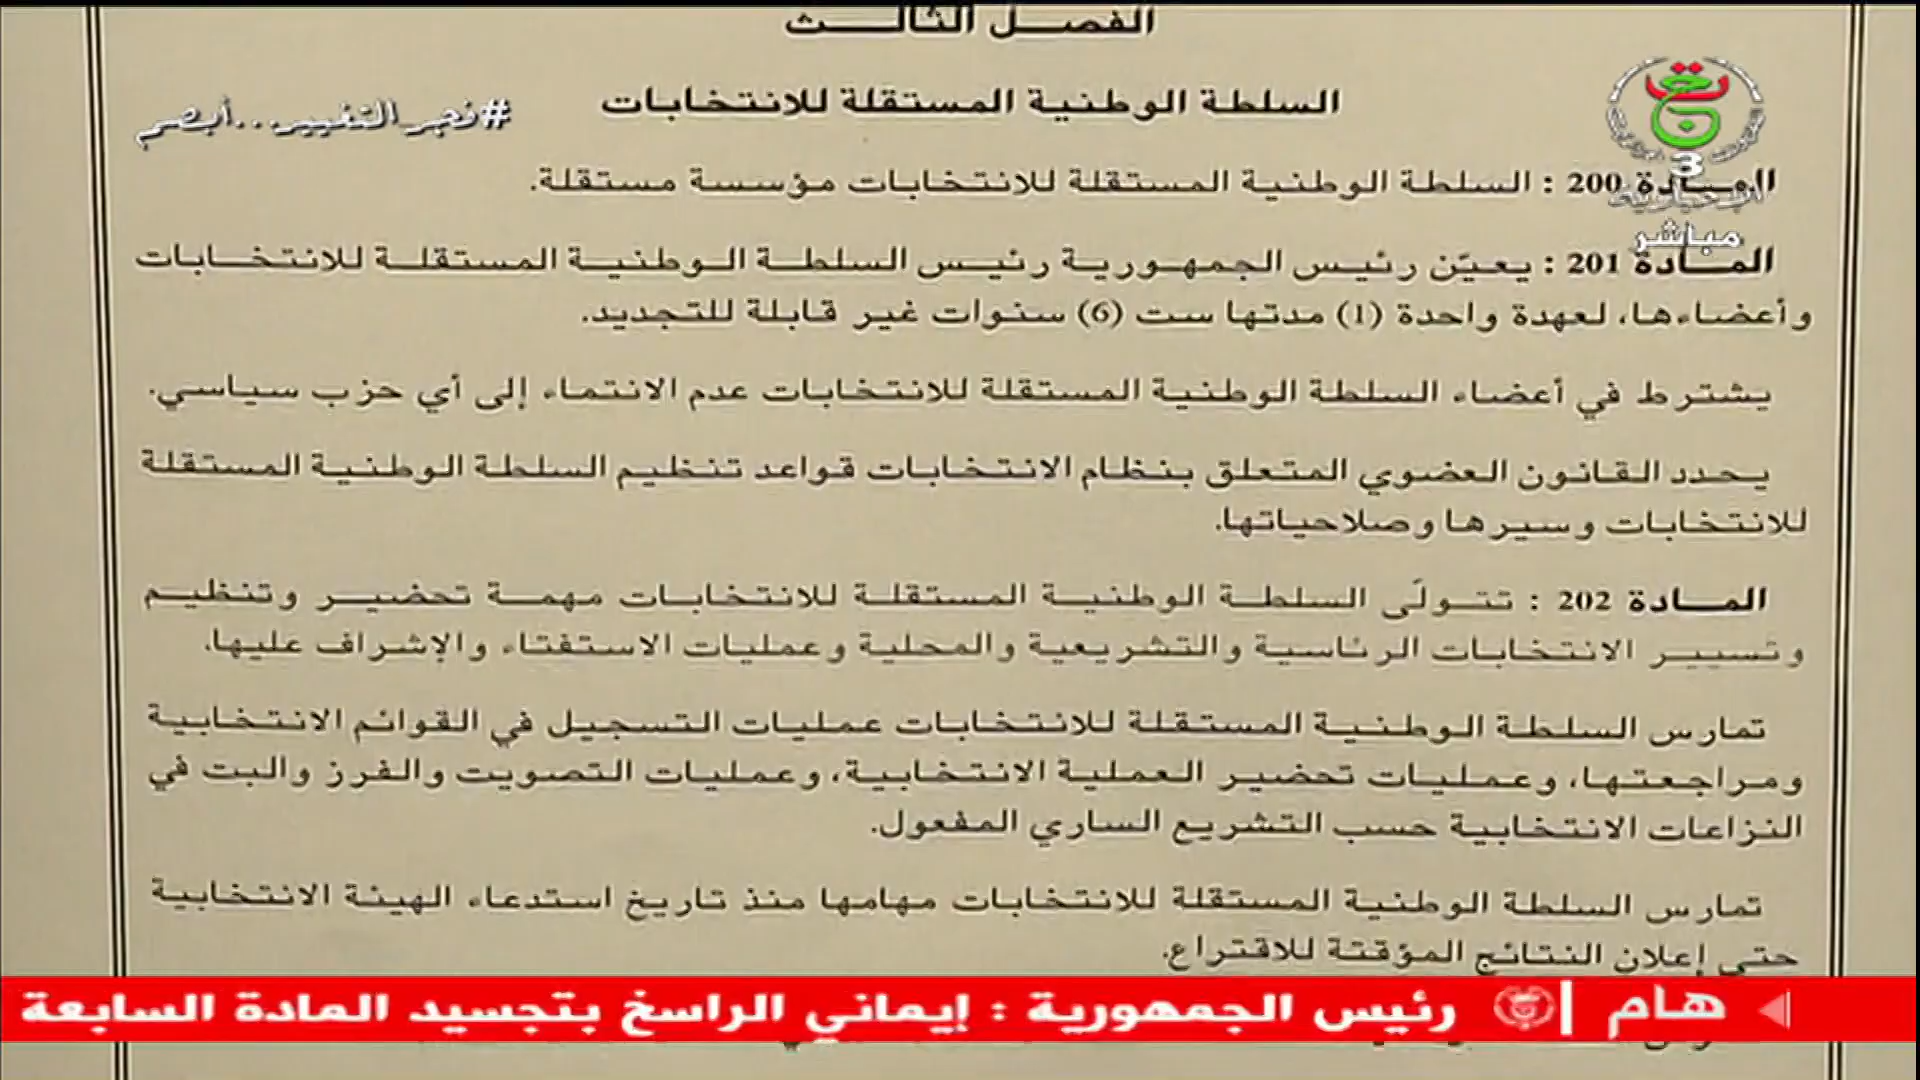 الفصل الثالث
السلطة الوطنية المستقلة للانتخابات
#نجبر التغيير...أبصم
3
الإخبارية
مباشر
المادة 200 : السلطة الوطنية المستقلة للانتخابات مؤسسة مستقلة.
المادة 201 : يعيّن رئيس الجمهورية رئيس السلطة الوطنية المستقلة للانتخابات
وأعضاءها، لعهدة واحدة (1) مدتها ست (6) سنوات غير قابلة للتجديد.
يشترط في أعضاء السلطة الوطنية المستقلة للانتخابات عدم الانتماء إلى أي حزب سياسي.
يحدد القانون العضوي المتعلق بنظام الانتخابات قواعد تنظيم السلطة الوطنية المستقلة
للانتخابات وسيرها وصلاحياتها.
المادة 202 : تتولّى السلطة الوطنية المستقلة للانتخابات مهمة تحضير وتنظيم
وتسيير الانتخابات الرئاسية والتشريعية والمحلية وعمليات الاستفتاء والإشراف عليها.
تمارس السلطة الوطنية المستقلة للانتخابات عمليات التسجيل في القوائم الانتخابية
ومراجعتها، وعمليات تحضير العملية الانتخابية، وعمليات التصويت والفرز والبت في
النزاعات الانتخابية حسب التشريع الساري المفعول.
تمارس السلطة الوطنية المستقلة للانتخابات مهامها منذ تاريخ استدعاء الهيئة الانتخابية
حتى إعلان النتائج المؤقتة للاقتراع.
هام | رئيس الجمهورية : إيماني الراسخ بتجسيد المادة السابعة